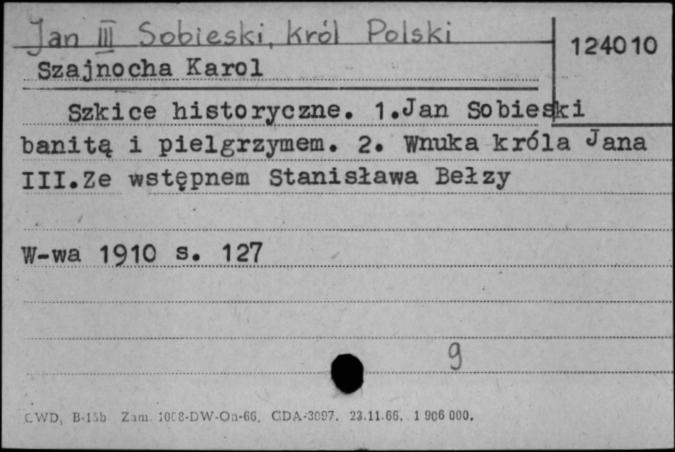 Jan III Sobieski, król Polski
124010
Szajnocha Karol
Szkice historyczne. 1.Jan Sobieski
banitą i pielgrzymem. 2. Wnuka króla Jana
III.Ze wstępnem Stanisława Bełzy
W-wa 1910 s. 127
9
CWD, B-15b Zam. 1008-DW-On-66, CDA-3097. 23.11.66. 1 906 000.